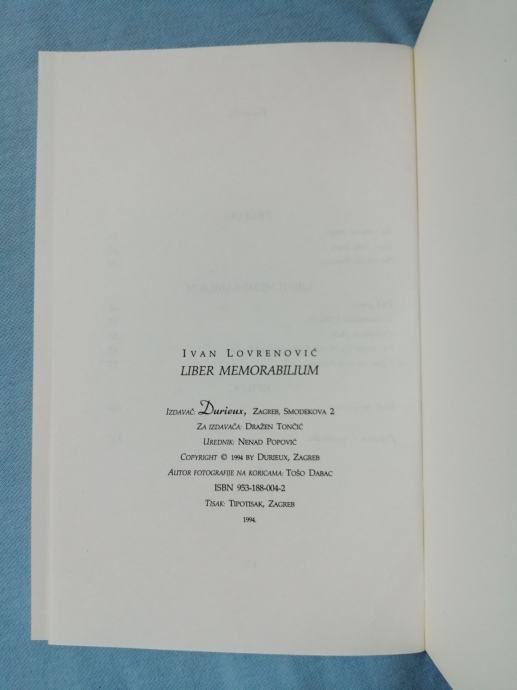 IVAN LOVRENOVIĆ
LIBER MEMORABILIUM
IZDAVAČ: Durieux, ZAGREB, SMODEKOVA 2
ZA IZDAVAČA: DRAŽEN TONČIĆ
UREDNIK: NENAD POPOVIĆ
COPYRIGHT © 1994 BY DURIEUX, ZAGREB
AUTOR FOTOGRAFIJE NA KORICAMA: TOŠO DABAC
ISBN 953-188-004-2
TISAK: TIPOTISAK, ZAGREB
1994.